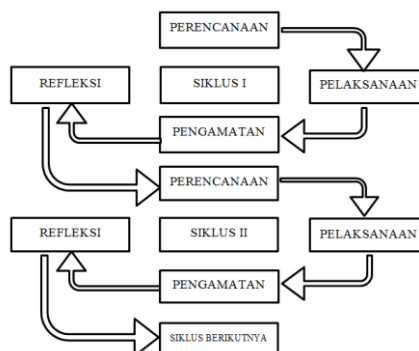 PERENCANAAN
REFLEKSI
SIKLUS I
PELAKSANAAN
PENGAMATAN
PERENCANAAN
REFLEKSI
SIKLUS II
PELAKSANAAN
PENGAMATAN
SIKLUS BERIKUTNYA